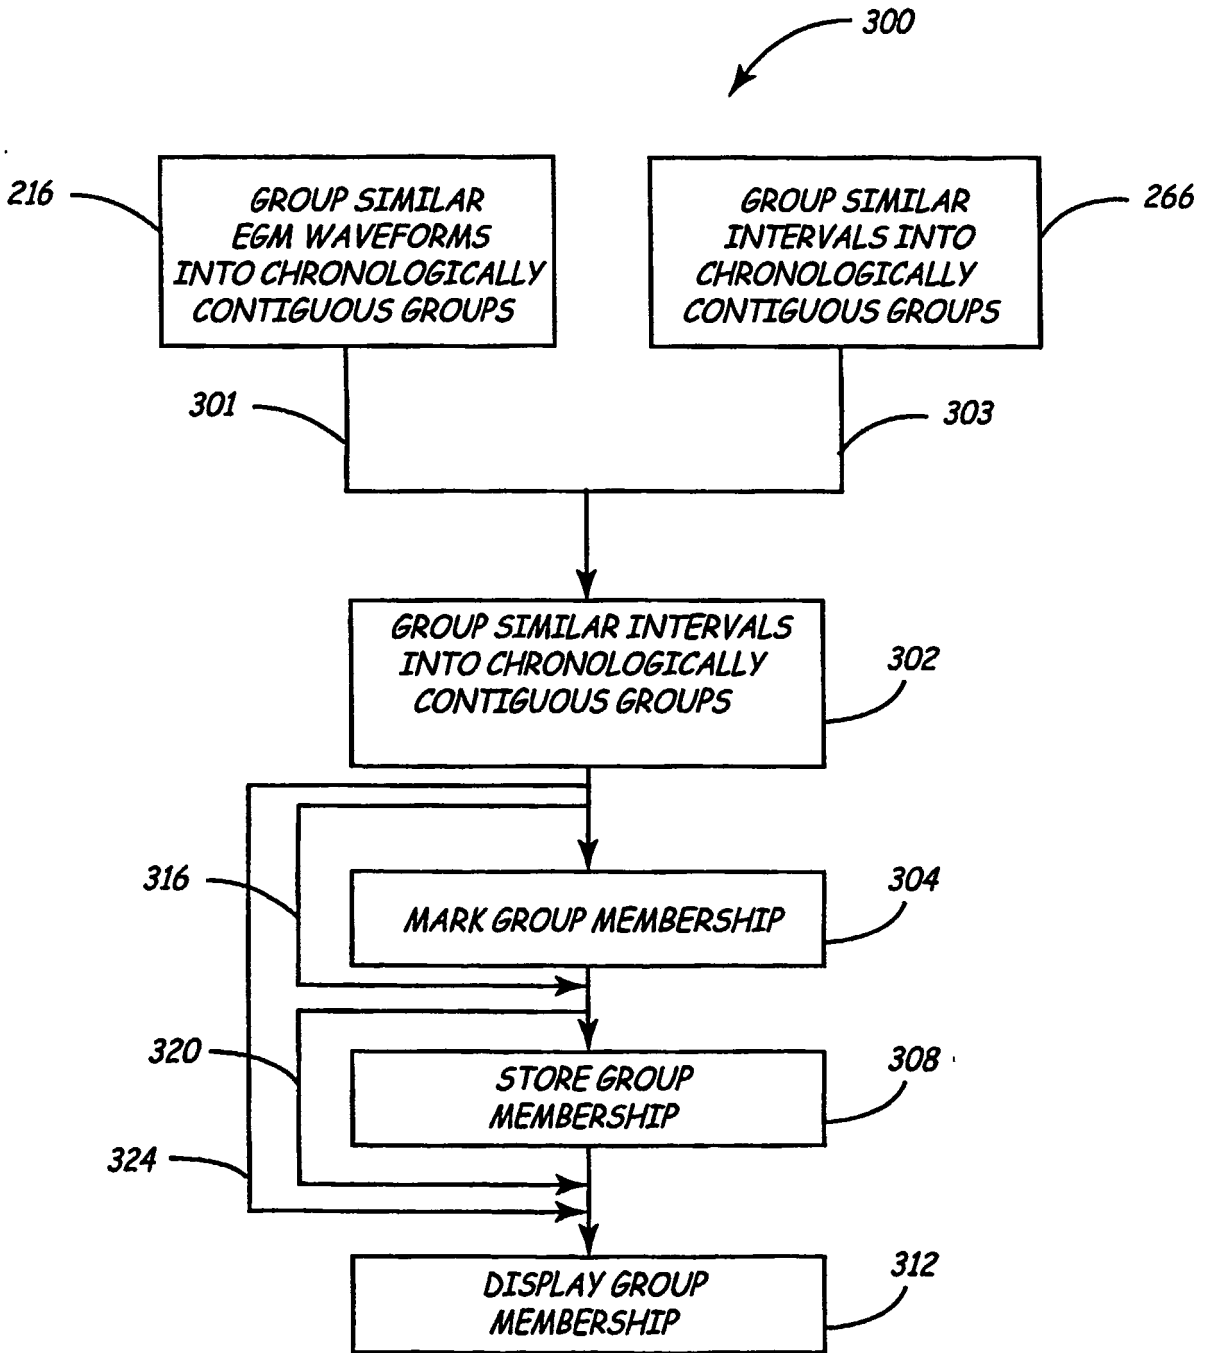 300
216
GROUP SIMILAR
EGM WAVEFORMS
INTO CHRONOLOGICALLY
CONTIGUOUS GROUPS
GROUP SIMILAR
INTERVALS INTO
CHRONOLOGICALLY
CONTIGUOUS GROUPS
266
301
303
GROUP SIMILAR INTERVALS
INTO CHRONOLOGICALLY
CONTIGUOUS GROUPS
302
316
MARK GROUP MEMBERSHIP
304
320
STORE GROUP
MEMBERSHIP
308
324
DISPLAY GROUP
MEMBERSHIP
312